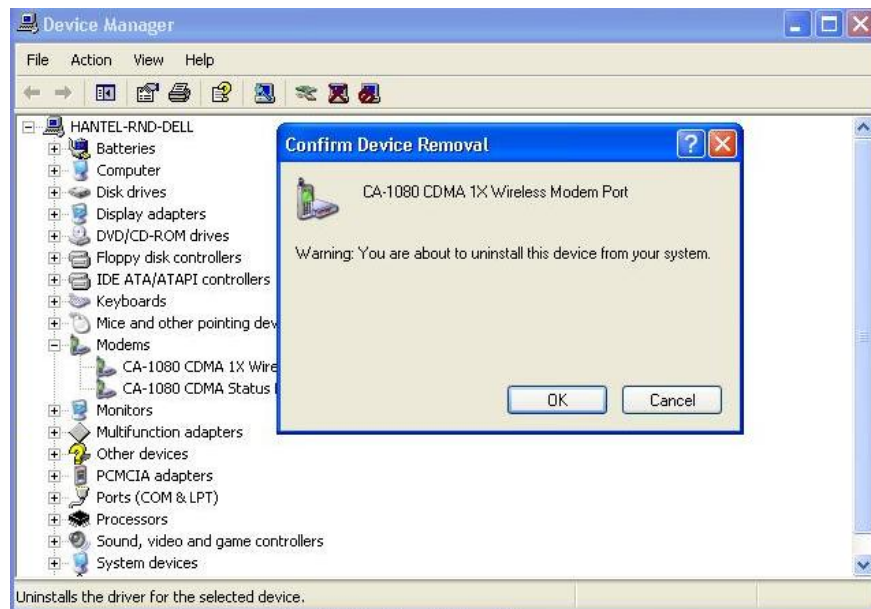 Device Manager
File Action View Help
HANTEL-RND-DELL
Batteries
Computer
Disk drives
Display adapters
DVD/CD-ROM drives
Floppy disk controllers
IDE ATA/ATAPI controllers
Keyboards
Mice and other pointing dev
Modems
CA-1080 CDMA 1X Wire
CA-1080 CDMA Status
Monitors
Multifunction adapters
Other devices
PCMCIA adapters
Ports (COM & LPT)
Processors
Sound, video and game controllers
System devices
Confirm Device Removal
CA-1080 CDMA 1X Wireless Modem Port
Warning: You are about to uninstall this device from your system.
OK Cancel
Uninstalls the driver for the selected device.